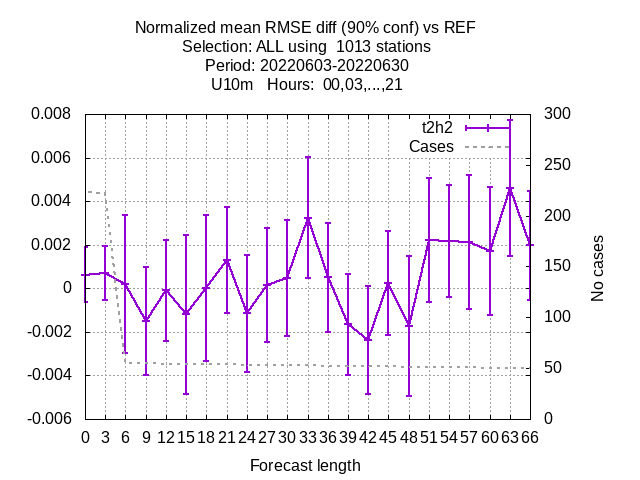 Normalized mean RMSE diff (90% conf) vs REF
Selection: ALL using  1013 stations
Period: 20220603-20220630
U10m   Hours:  00,03,...,21
0.008
0.006
0.004
0.002
0
-0.002
-0.004
-0.006
300
250
200
150
100
50
0
t2h2
Cases
No cases
0 3 6 9 12 15 18 21 24 27 30 33 36 39 42 45 48 51 54 57 60 63 66
Forecast length